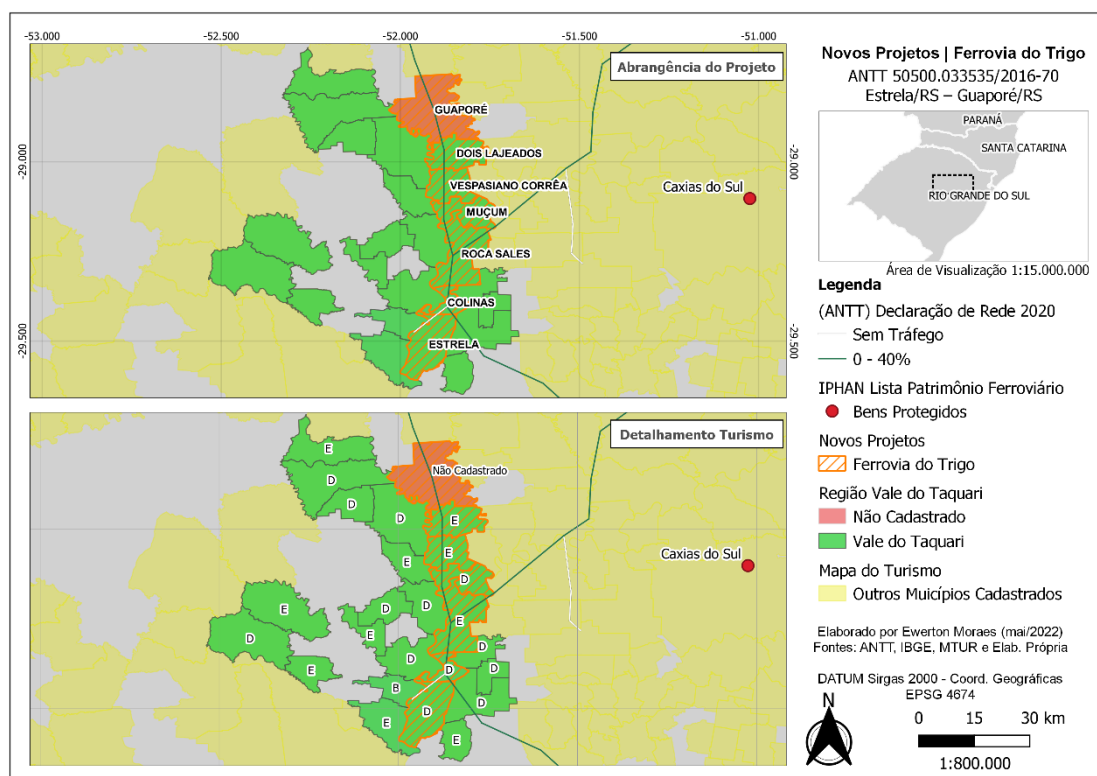 -53.000
-52.500
-52.000
-51.500
-51.000
Abrangência do Projeto
GUAPORÉ
DOIS LAJEADOS
VESPASIANO CORRÊA
MUÇUM
ROCA SALES
COLINAS
ESTRELA
Caxias do Sul
-29.000
-29.500
-29.000
-29.500
Detalhamento Turismo
Não Cadastrado
E
D
D
D
E
E
E
D
E
D
D
E
D
E
D
E
D
D
D
D
B
D
D
E
E
Caxias do Sul
Novos Projetos | Ferrovia do Trigo
ANTT 50500.033535/2016-70
Estrela/RS – Guaporé/RS
PARANÁ
SANTA CATARINA
RIO GRANDE DO SUL
Área de Visualização 1:15.000.000
Legenda
(ANTT) Declaração de Rede 2020
Sem Tráfego
0 - 40%
IPHAN Lista Patrimônio Ferroviário
Bens Protegidos
Novos Projetos
Ferrovia do Trigo
Região Vale do Taquari
Não Cadastrado
Vale do Taquari
Mapa do Turismo
Outros Muicípios Cadastrados
Elaborado por Ewerton Moraes (mai/2022)
Fontes: ANTT, IBGE, MTUR e Elab. Própria
DATUM Sirgas 2000 - Coord. Geográficas
EPSG 4674
N
0 15 30 km
1:800.000